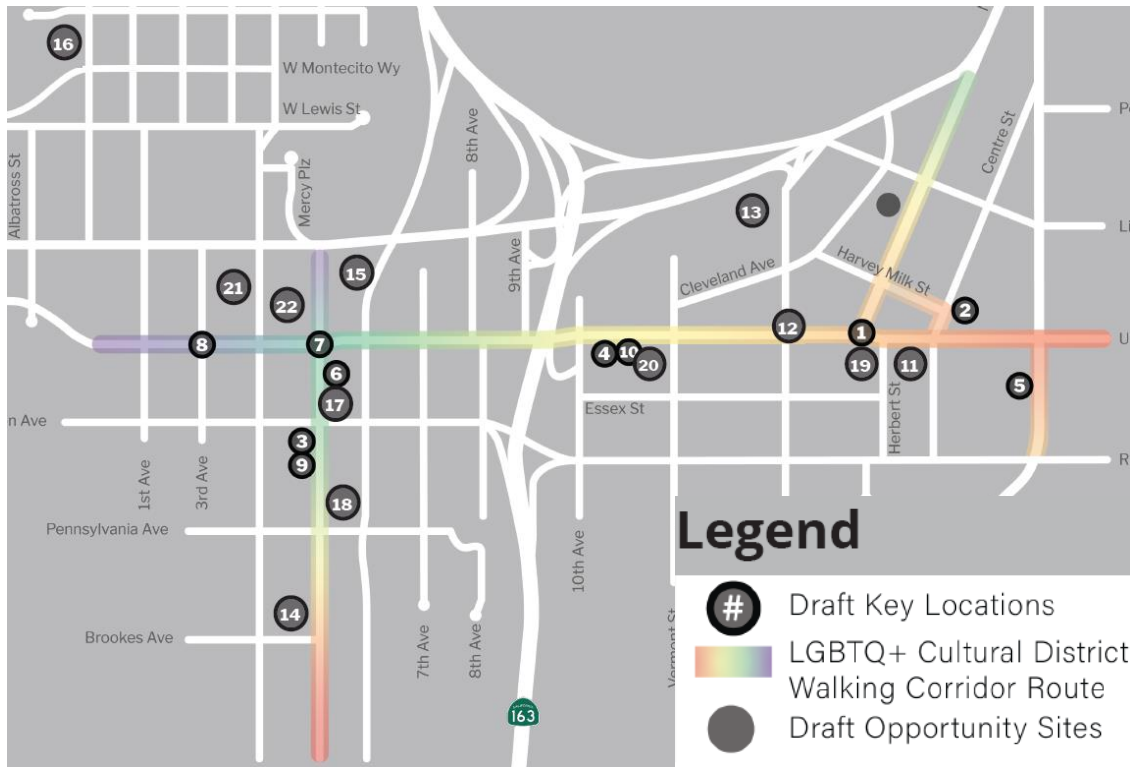 16
W Montecito Wy
W Lewis St
Albatross St
Mercy Plz
8th Ave
9th Ave
Centre St
13
Cleveland Ave
Harvey Milk St
21
22
15
8
7
6
17
4
10
20
12
1
19
2
11
5
Essex St
Herbert St
n Ave
3
9
18
1st Ave
3rd Ave
Pennsylvania Ave
14
Brookes Ave
7th Ave
8th Ave
10th Ave
Vermont St
163
Legend
# Draft Key Locations
LGBTQ+ Cultural District
Walking Corridor Route
Draft Opportunity Sites